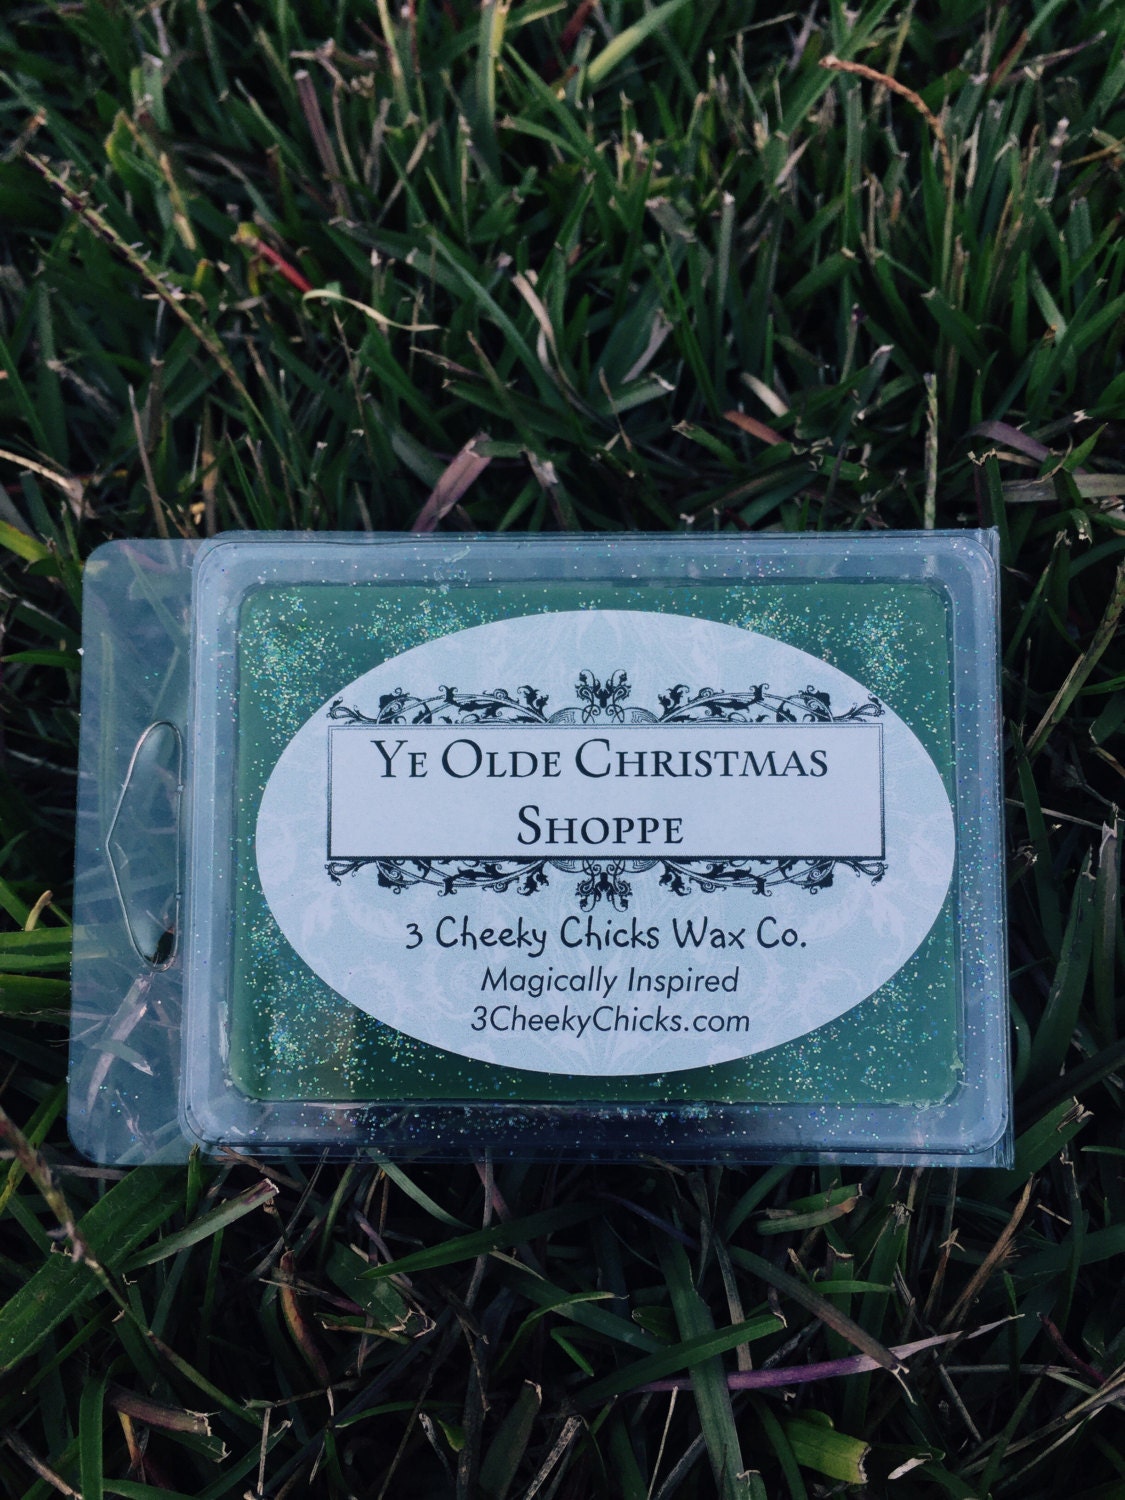 Ye Olde Christmas
Shoppe
3 Cheeky Chicks Wax Co.
Magically Inspired
3CheekyChicks.com